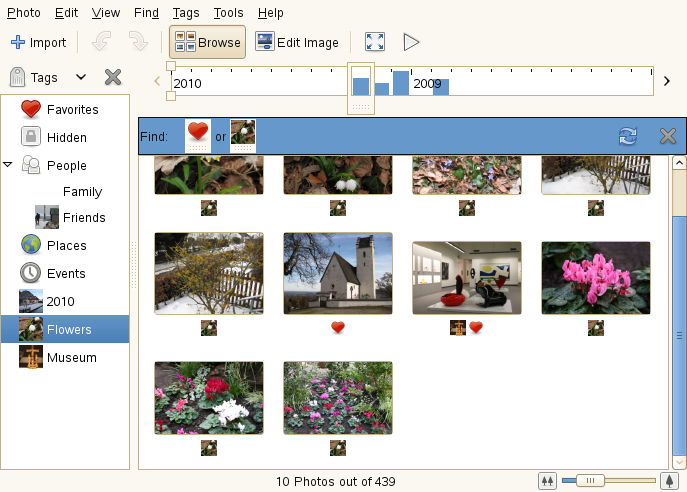 Photo Edit View Find Tags Tools Help
Import Browse Edit Image
Tags
2010 2009
Find: or
Favorites
Hidden
People
Family
Friends
Places
Events
2010
Flowers
Museum
10 Photos out of 439